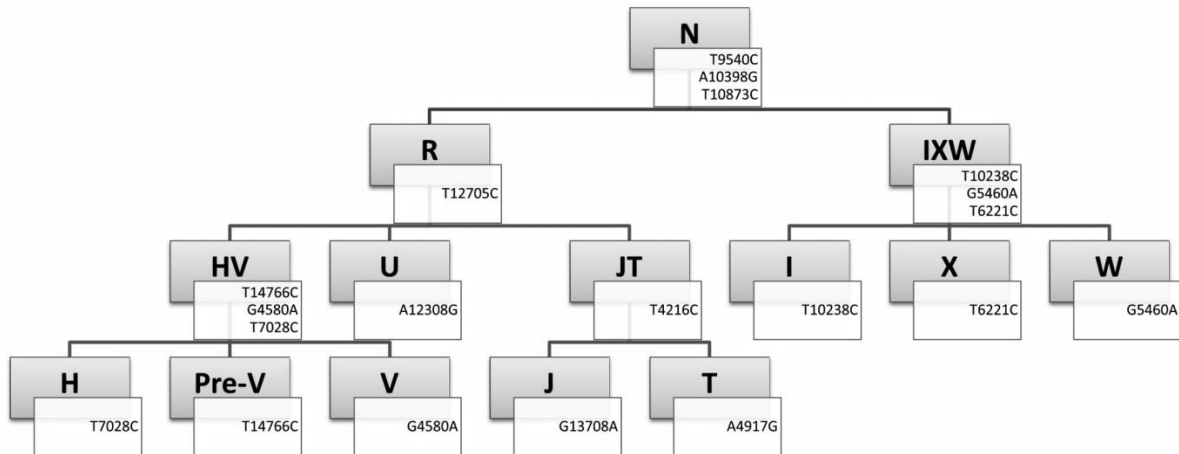 N
T9540C
A10398G
T10873C
R
T12705C
IXW
T10238C
G5460A
T6221C
HV
T14766C
G4580A
T7028C
U
A12308G
JT
T4216C
I
T10238C
X
T6221C
W
G5460A
H
T7028C
Pre-V
T14766C
V
G4580A
J
G13708A
T
A4917G